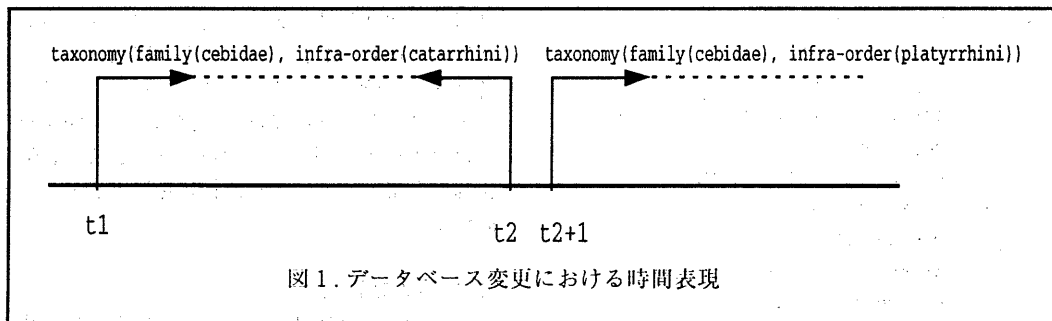 taxonomy(family(cebidae), infra-order(catarrhini)) taxonomy(family(cebidae), infra-order(platyrrhini))
t1 t2 t2+1
図1.データベース変更における時間表現